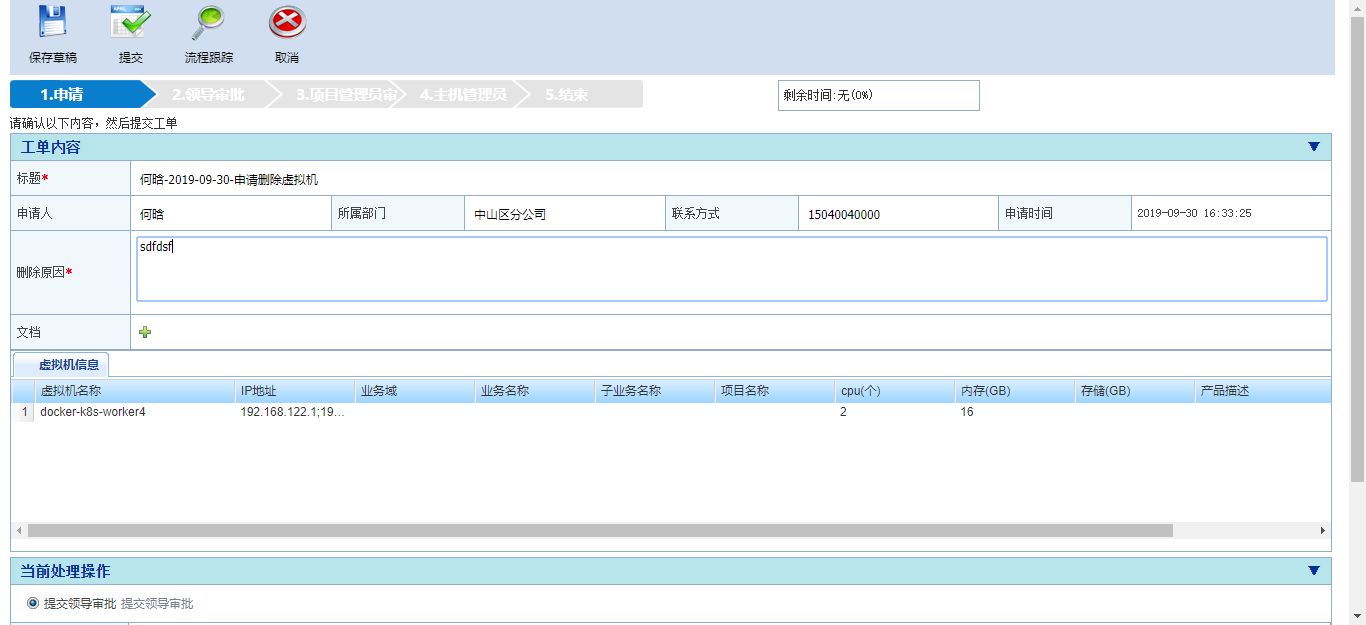 保存草稿 提交 流程跟踪 取消
1.申请 2.领导审批 3.项目管理员审 4.主机管理员 5.结束 剩余时间:无(0%)
请确认以下内容，然后提交工单
工单内容
标题* 何晗-2019-09-30-申请删除虚拟机
申请人 何晗 所属部门 中山区分公司 联系方式 15040040000 申请时间 2019-09-30 16:33:25
删除原因* sdfdsf
文档
虚拟机信息
虚拟机名称 IP地址 业务域 业务名称 子业务名称 项目名称 cpu(个) 内存(GB) 存储(GB) 产品描述
1 docker-k8s-worker4 192.168.122.1;19... 2 16
当前处理操作
提交领导审批 提交领导审批